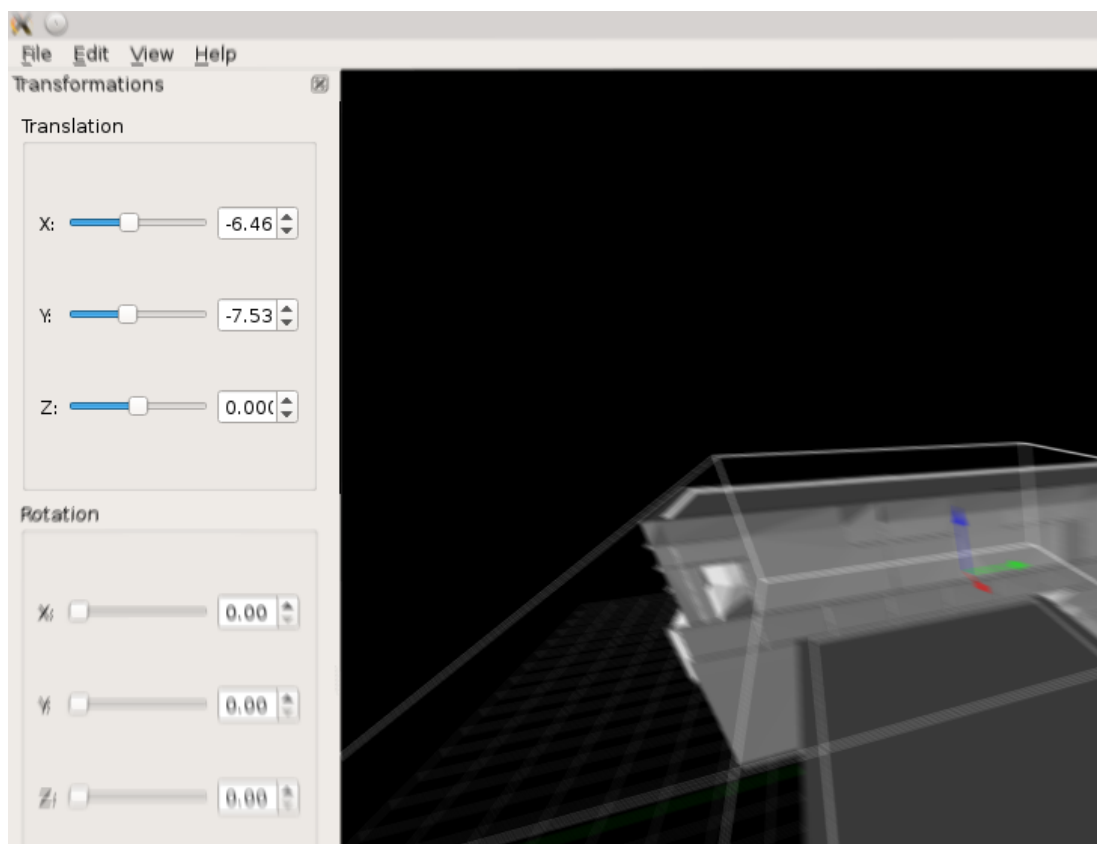 File Edit View Help
Transformations
Translation
X: -6.46
Y: -7.53
Z: 0.00
Rotation
X: 0.00
Y: 0.00
Z: 0.00